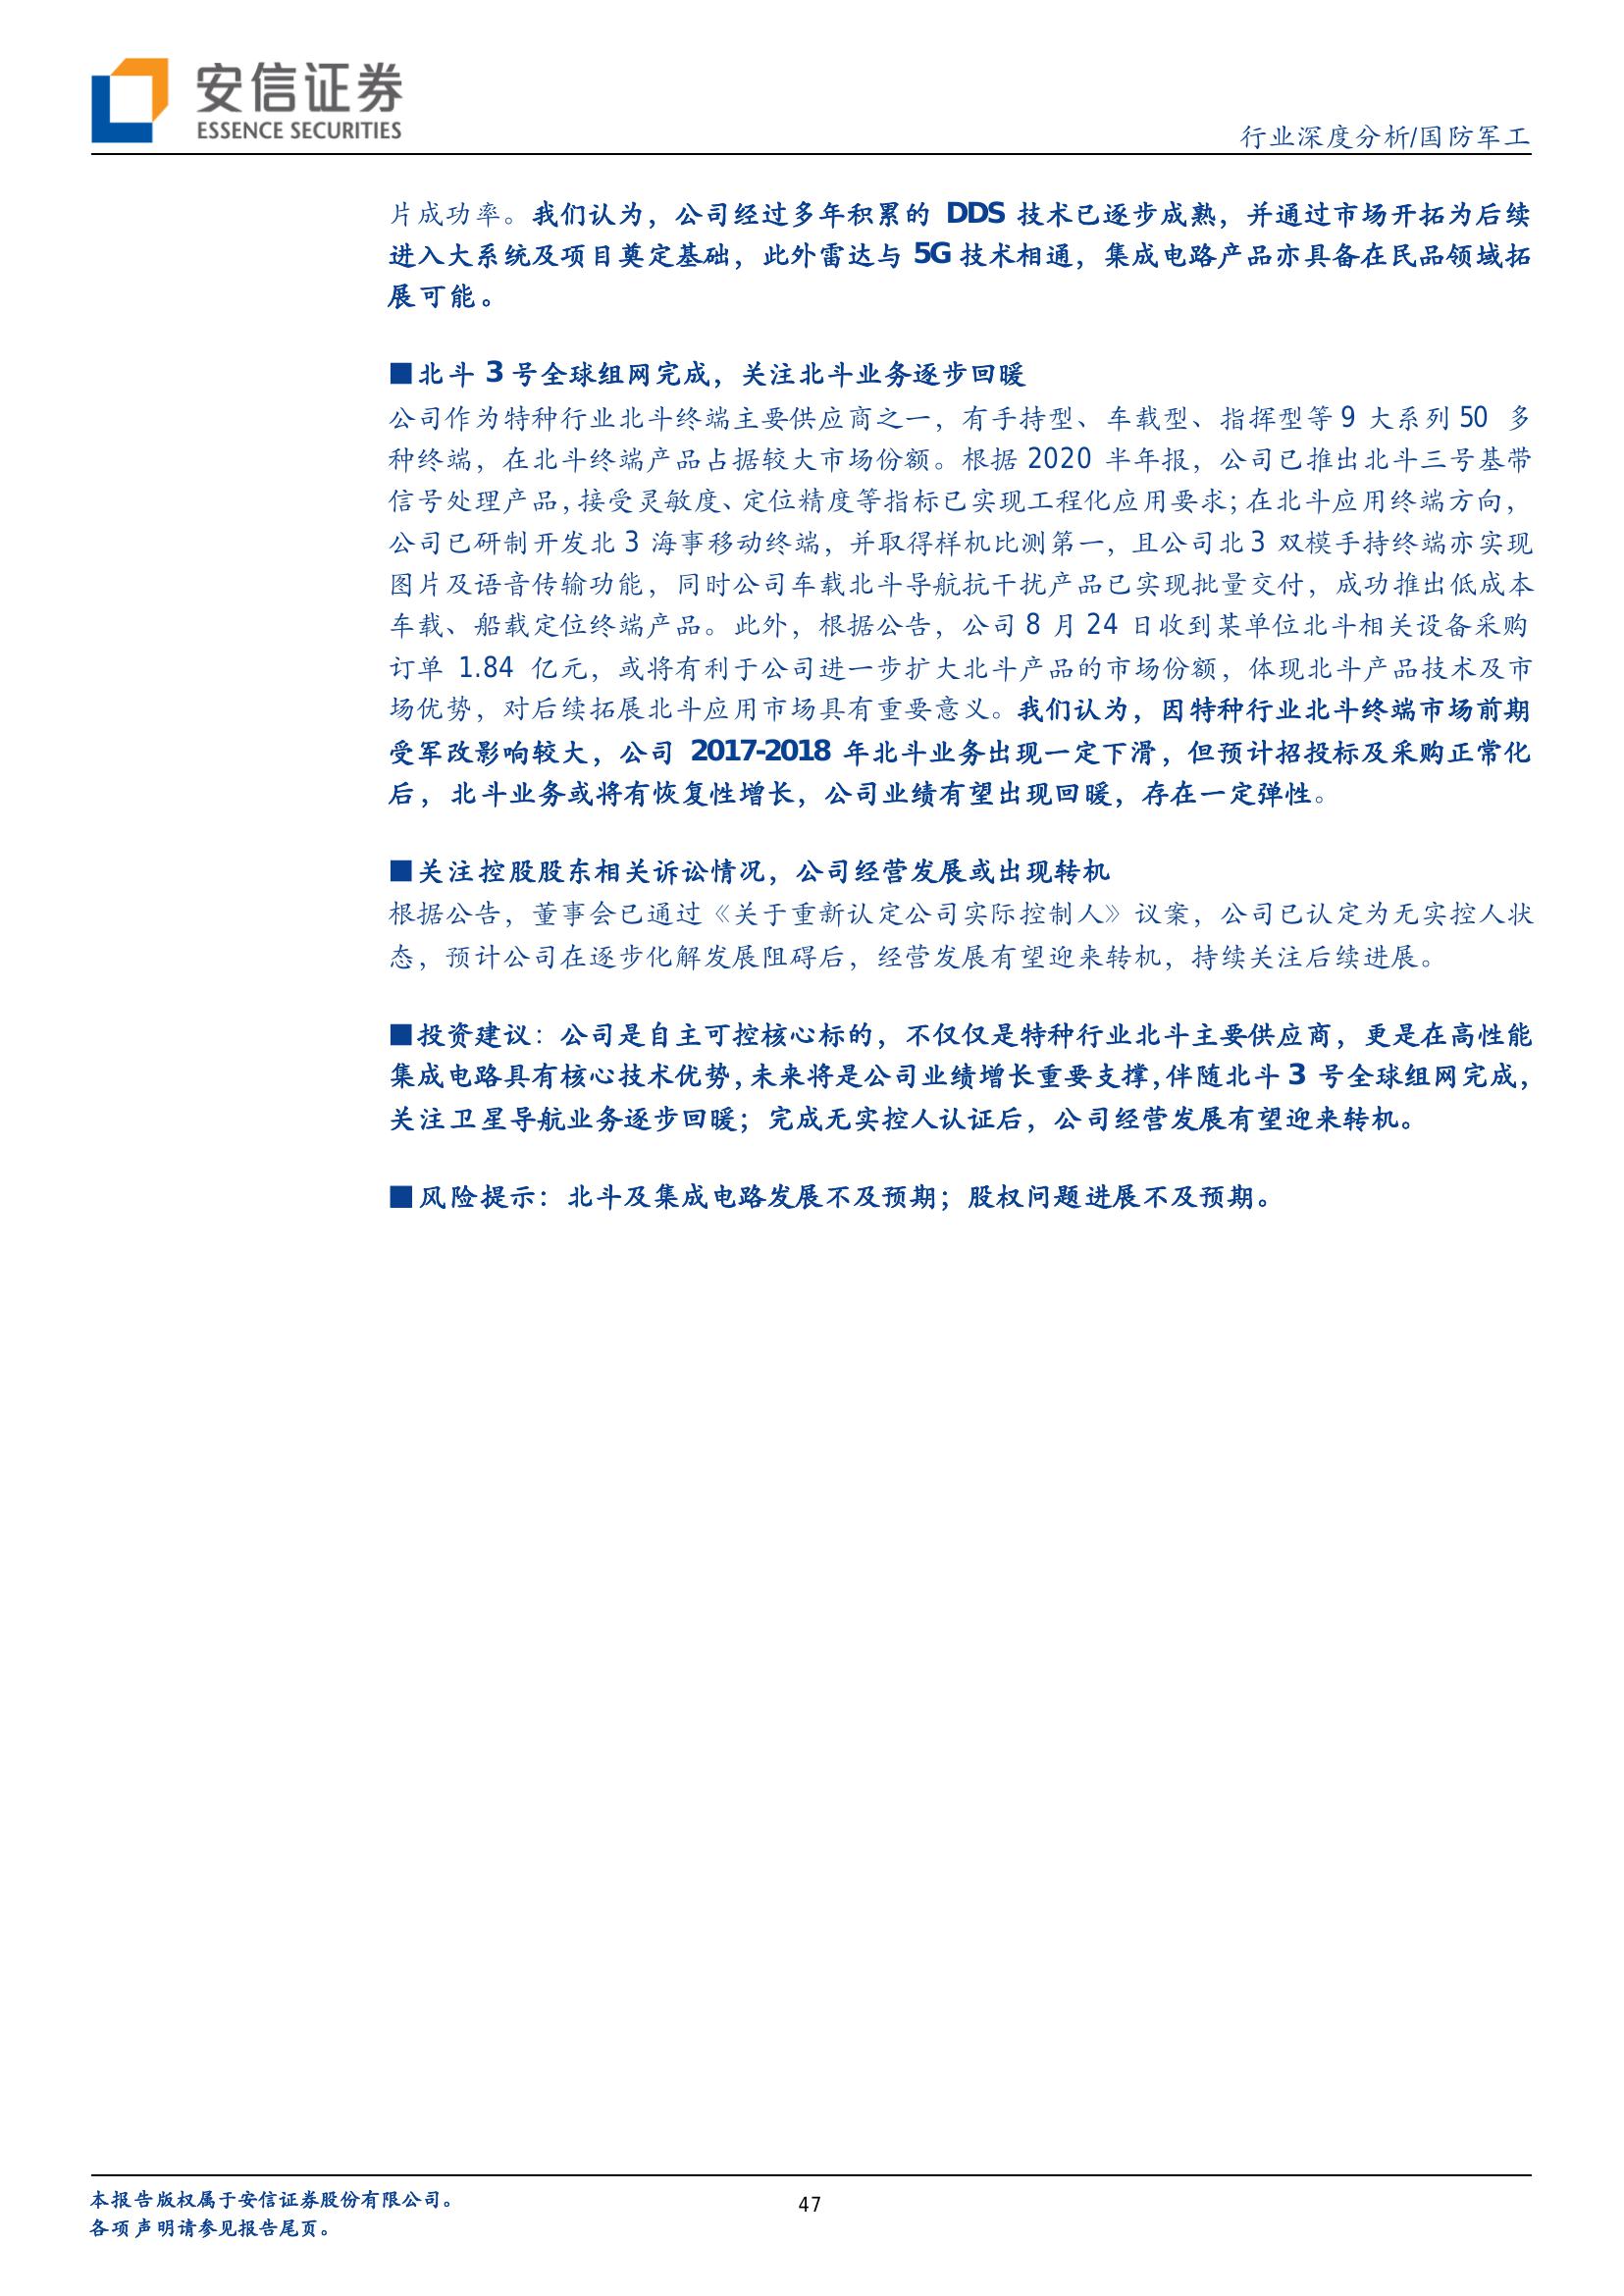 安信证券
ESSENCE SECURITIES
行业深度分析/国防军工
片成功率。我们认为，公司经过多年积累的 DDS 技术已逐步成熟，并通过市场开拓为后续
进入大系统及项目奠定基础，此外雷达与 5G 技术相通，集成电路产品亦具备在民品领域拓
展可能。
■北斗 3 号全球组网完成，关注北斗业务逐步回暖
公司作为特种行业北斗终端主要供应商之一，有手持型、车载型、指挥型等 9 大系列 50 多
种终端，在北斗终端产品占据较大市场份额。根据 2020 半年报，公司已推出北斗三号基带
信号处理产品，接受灵敏度、定位精度等指标已实现工程化应用要求；在北斗应用终端方向，
公司已研制开发北 3 海事移动终端，并取得样机比测第一，且公司北 3 双模手持终端亦实现
图片及语音传输功能，同时公司车载北斗导航抗干扰产品已实现批量交付，成功推出低成本
车载、船载定位终端产品。此外，根据公告，公司 8 月 24 日收到某单位北斗相关设备采购
订单 1.84 亿元，或将有利于公司进一步扩大北斗产品的市场份额，体现北斗产品技术及市
场优势，对后续拓展北斗应用市场具有重要意义。我们认为，因特种行业北斗终端市场前期
受军改影响较大，公司 2017-2018 年北斗业务出现一定下滑，但预计招投标及采购正常化
后，北斗业务或将有恢复性增长，公司业绩有望出现回暖，存在一定弹性。
■关注控股股东相关诉讼情况，公司经营发展或出现转机
根据公告，董事会已通过《关于重新认定公司实际控制人》议案，公司已认定为无实控人状
态，预计公司在逐步化解发展阻碍后，经营发展有望迎来转机，持续关注后续进展。
■投资建议：公司是自主可控核心标的，不仅仅是特种行业北斗主要供应商，更是在高性能
集成电路具有核心技术优势，未来将是公司业绩增长重要支撑，伴随北斗 3 号全球组网完成，
关注卫星导航业务逐步回暖；完成无实控人认证后，公司经营发展有望迎来转机。
■风险提示：北斗及集成电路发展不及预期；股权问题进展不及预期。
本报告版权属于安信证券股份有限公司。
47
各项声明请参见报告尾页。